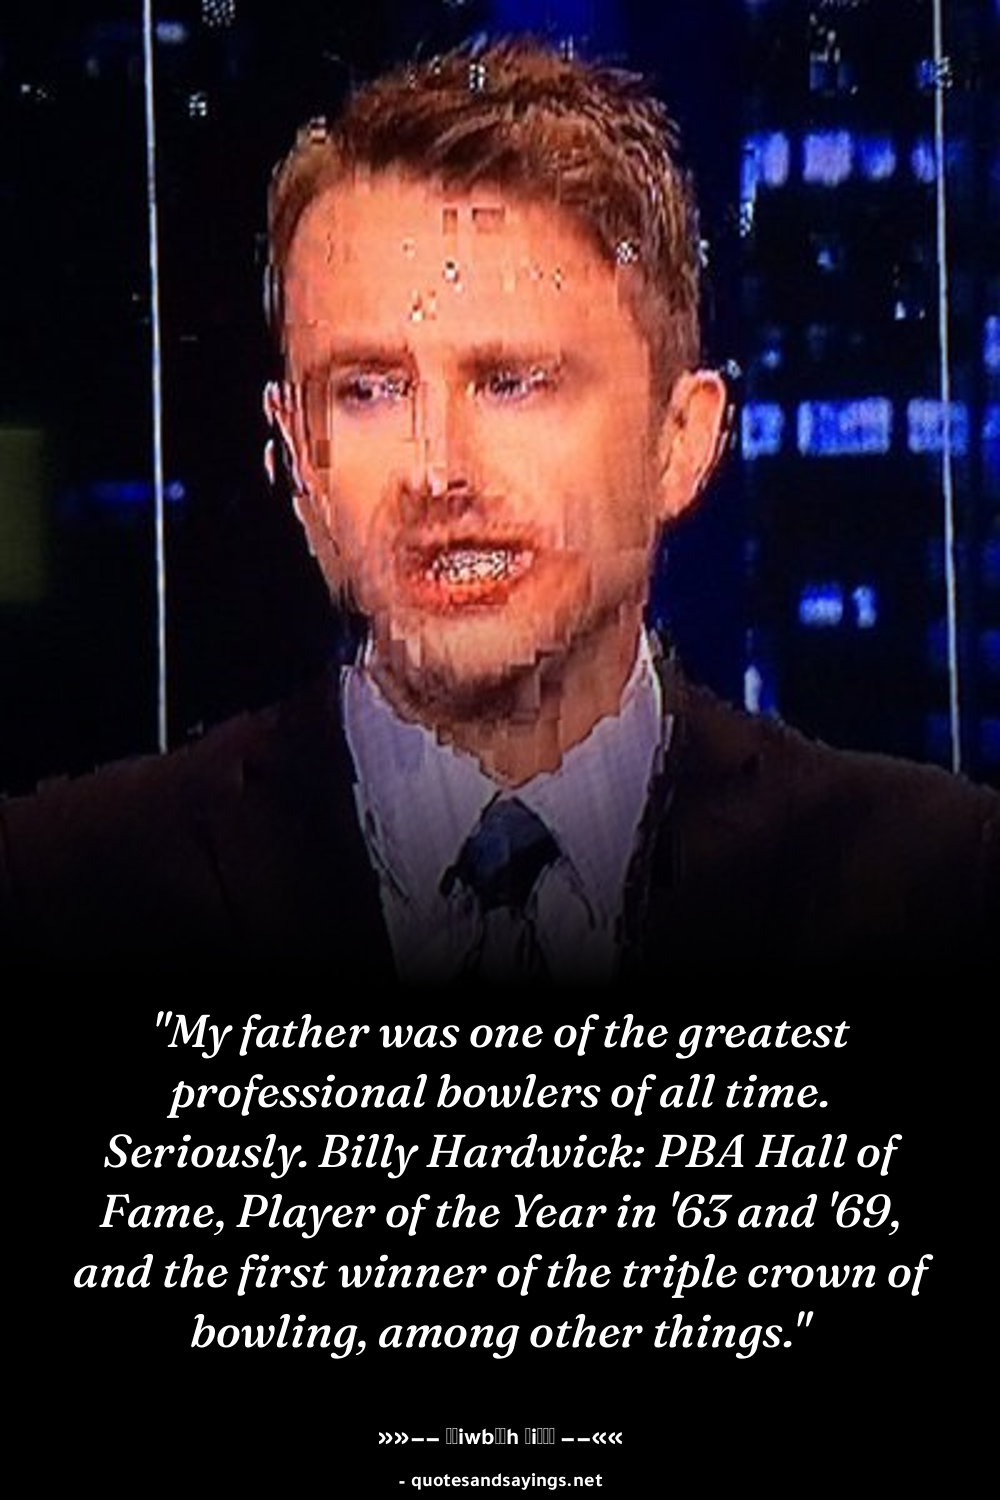 "My father was one of the greatest
professional bowlers of all time.
Seriously. Billy Hardwick: PBA Hall of
Fame, Player of the Year in '63 and '69,
and the first winner of the triple crown of
bowling, among other things."
- quotesandsayings.net